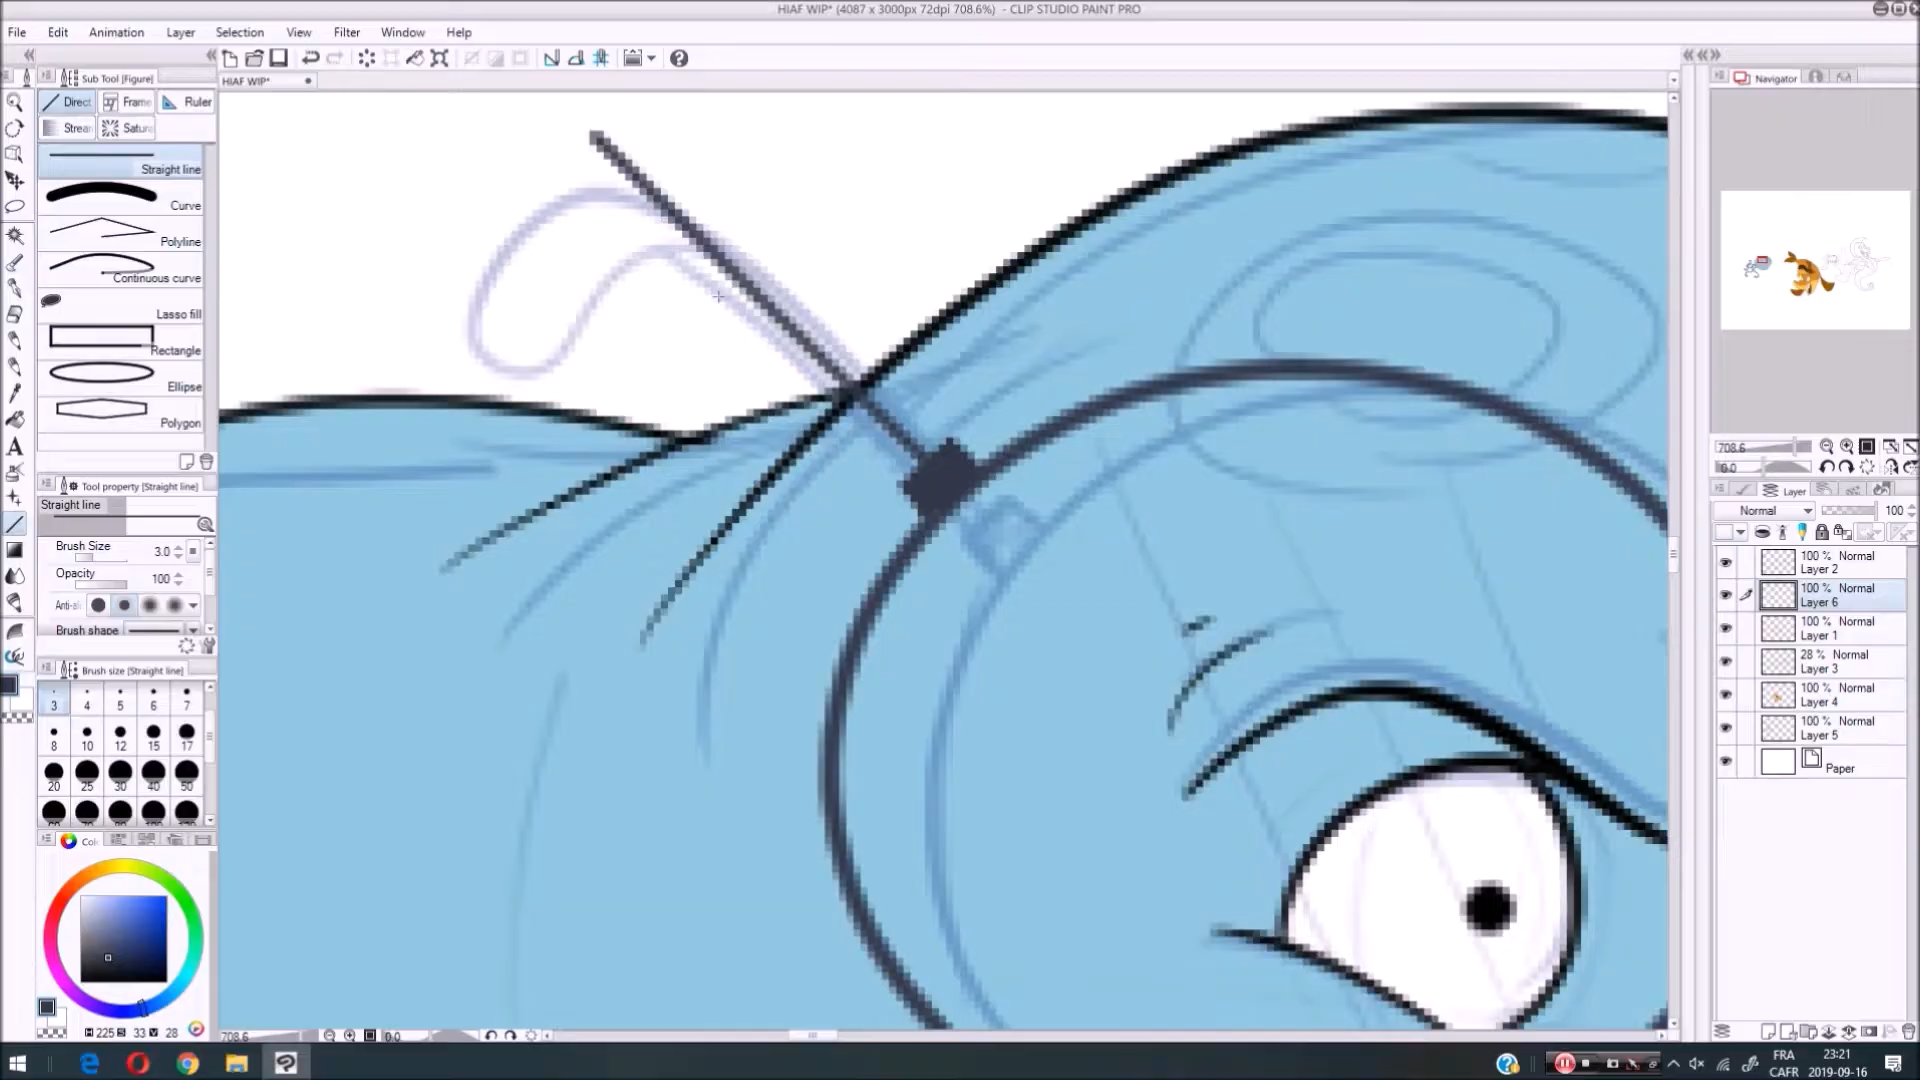 HIAF WIP* (4087 x 3000px 72dpi 708.6%) - CLIP STUDIO PAINT PRO
File Edit Animation Layer Selection View Filter Window Help
Sub Tool [Figure]
HIAF WIP*
Navigator
Direct Frame Ruler
Strear Satura
Straight line
Curve
Polyline
Continuous curve
Lasso fill
Rectangle
Ellipse
Polygon
Tool property [Straight line]
Straight line
Brush Size 3.0
Opacity 100
Anti-ali
Brush shape
Brush size [Straight line]
3 4 5 6 7
8 10 12 15 17
20 25 30 40 50
Col
H 225 S 33 V 28
708.6 0.0
708.6
0.0
Layer
Normal 100
100 % Normal
Layer 2
100 % Normal
Layer 6
100 % Normal
Layer 1
28 % Normal
Layer 3
100 % Normal
Layer 4
100 % Normal
Layer 5
Paper
FRA 23:21
CAFR 2019-09-16